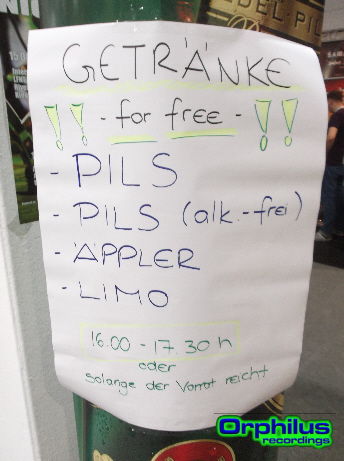 GETRÄNKE
!! - for free - !!
- PILS
- PILS (alk.-frei)
- ÄPPLER
- LIMO
16.00 - 17.30 h
oder
solange der Vorrat reicht
Orphilus
recordings